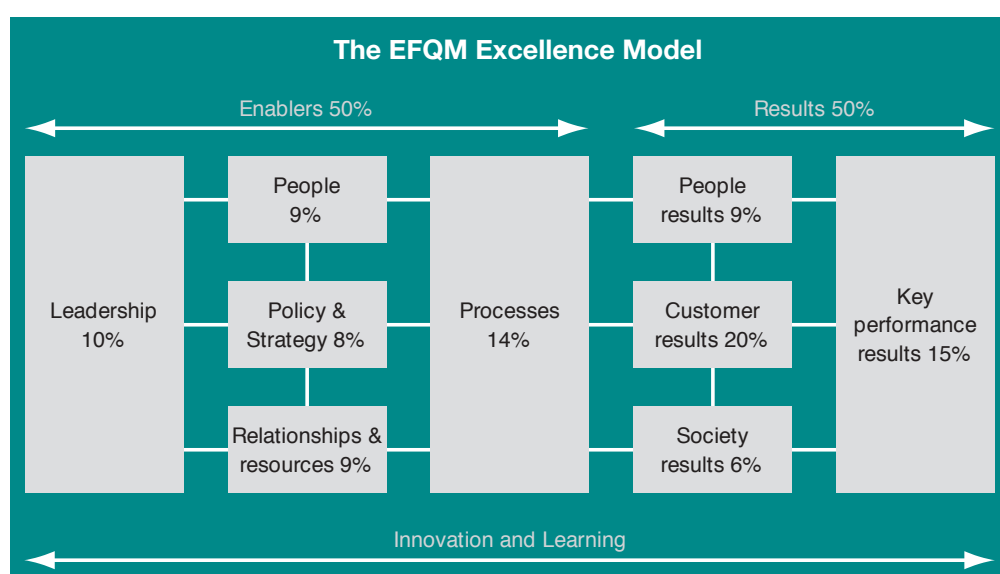 The EFQM Excellence Model
Enablers 50%
Results 50%
Leadership
10%
People
9%
Policy &
Strategy 8%
Relationships &
resources 9%
Processes
14%
People
results 9%
Customer
results 20%
Society
results 6%
Key
performance
results 15%
Innovation and Learning